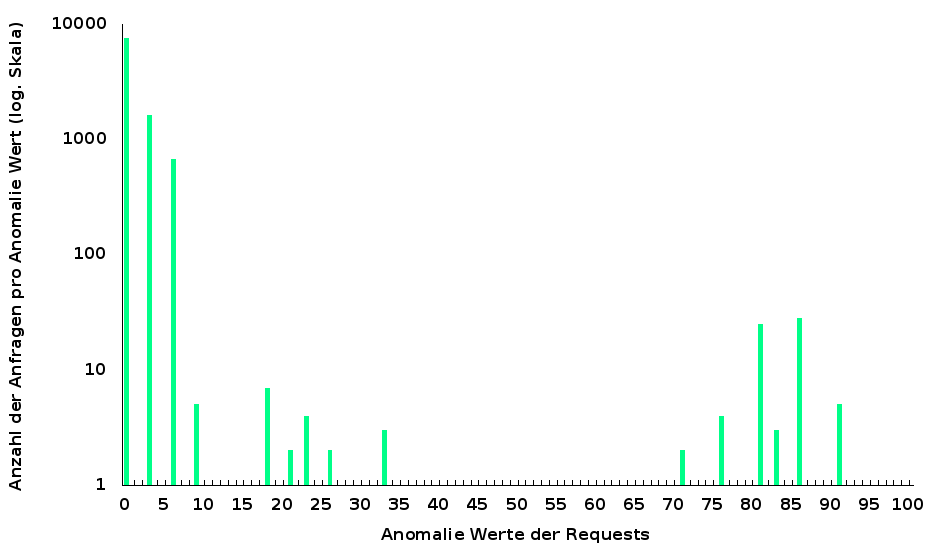 Anzahl der Anfragen pro Anomalie Wert (log. Skala)
10000
1000
100
10
1
0 5 10 15 20 25 30 35 40 45 50 55 60 65 70 75 80 85 90 95 100
Anomalie Werte der Requests